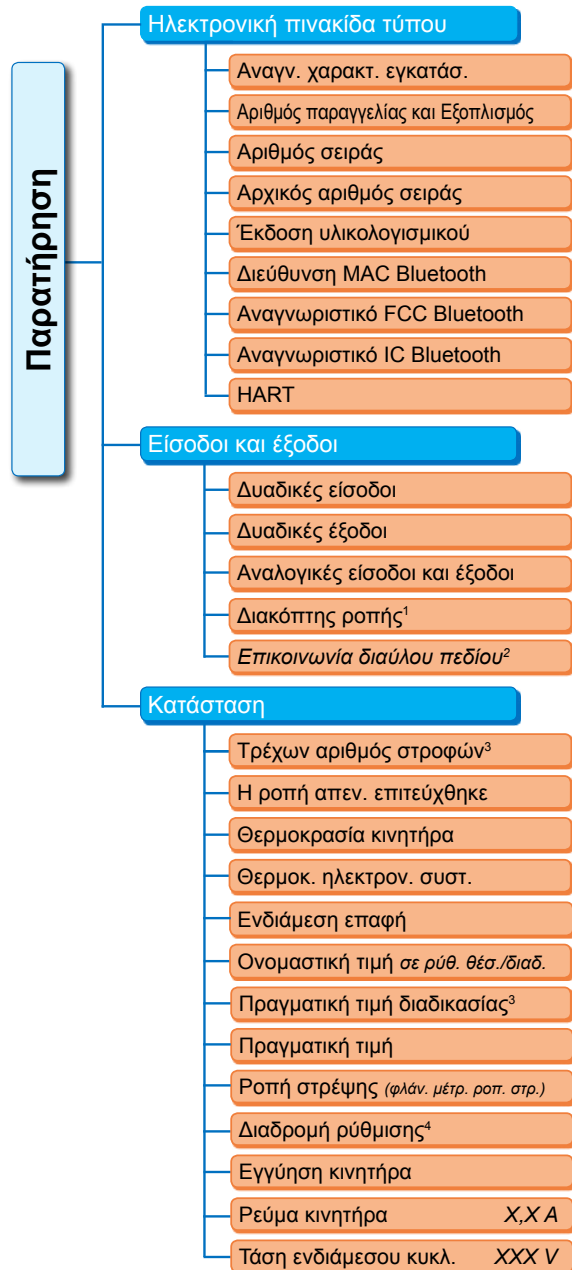 Παρατήρηση
Ηλεκτρονική πινακίδα τύπου
Αναγν. χαρακτ. εγκατάσ.
Αριθμός παραγγελίας και Εξοπλισμός
Αριθμός σειράς
Αρχικός αριθμός σειράς
Έκδοση υλικολογισμικού
Διεύθυνση MAC Bluetooth
Αναγνωριστικό FCC Bluetooth
Αναγνωριστικό IC Bluetooth
HART
Είσοδοι και έξοδοι
Δυαδικές είσοδοι
Δυαδικές έξοδοι
Αναλογικές είσοδοι και έξοδοι
Διακόπτης ροπής¹
Επικοινωνία διαύλου πεδίου²
Κατάσταση
Τρέχων αριθμός στροφών³
Η ροπή απεν. επιτεύχθηκε
Θερμοκρασία κινητήρα
Θερμοκ. ηλεκτρον. συστ.
Ενδιάμεση επαφή
Ονομαστική τιμή σε ρύθ. θέσ./διαδ.
Πραγματική τιμή διαδικασίας³
Πραγματική τιμή
Ροπή στρέψης (φλάν. μέτρ. ροπ. στρ.)
Διαδρομή ρύθμισης⁴
Εγγύηση κινητήρα
Ρεύμα κινητήρα X,X A
Τάση ενδιάμεσου κυκλ. XXX V